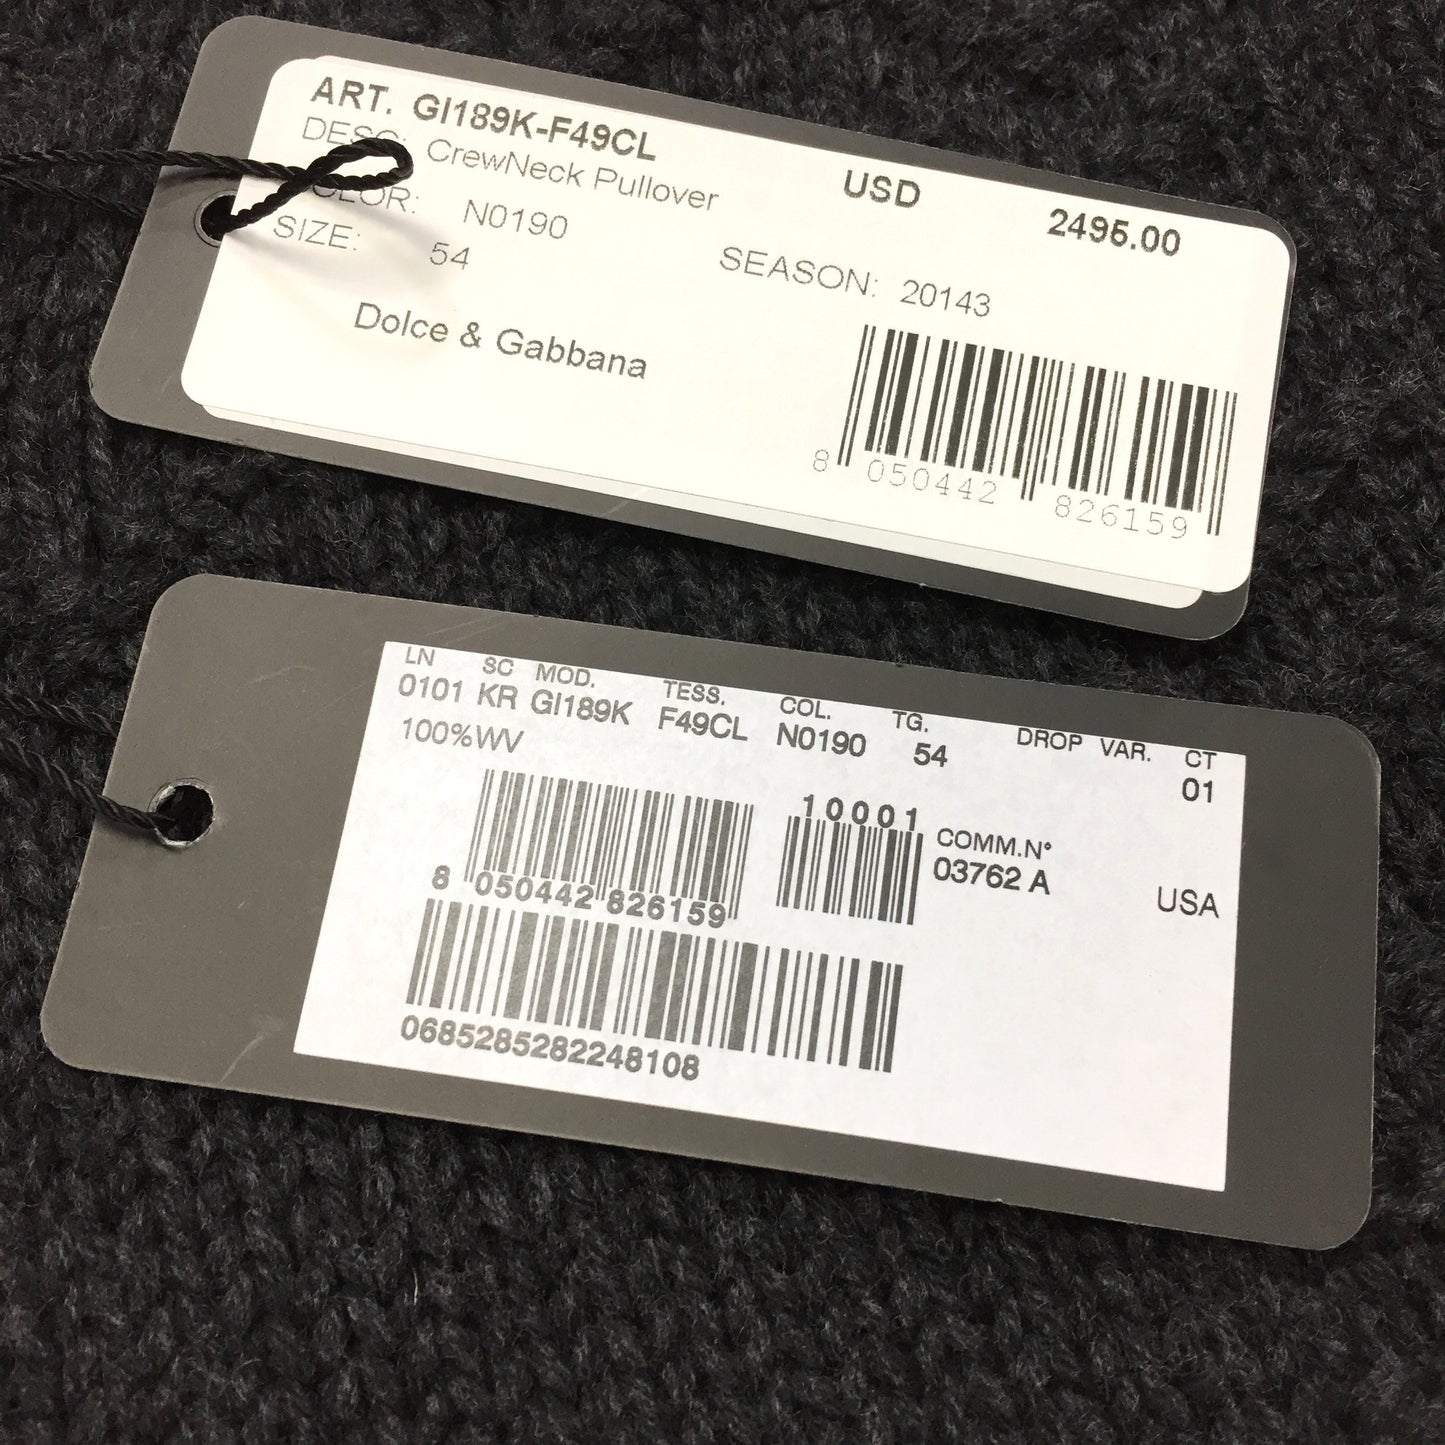 ART. GI189K-F49CL
DESC: CrewNeck Pullover
USD 2495.00
COLOR: N0190
SIZE: 54
SEASON: 20143
Dolce & Gabbana
8 050442 826159
LN SC MOD. TESS. COL. TG. DROP VAR. CT
0101 KR GI189K F49CL N0190 54 01
100%WV
10001
COMM.N°
03762 A
USA
8 050442 826159
0685285282248108